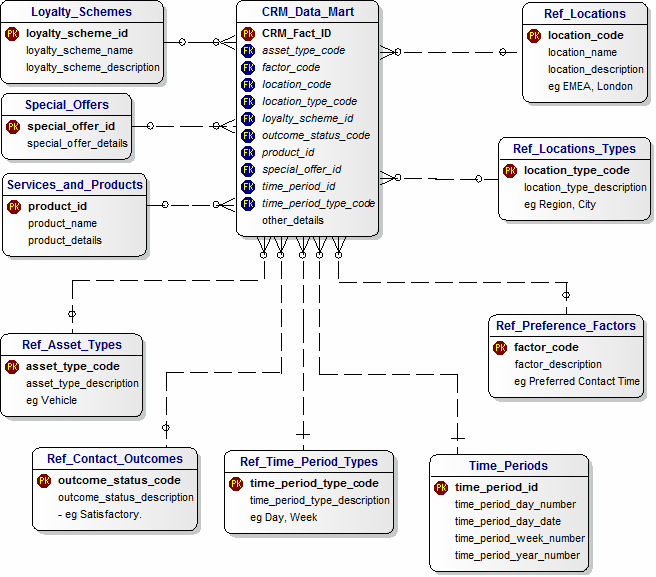 Loyalty_Schemes
PK loyalty_scheme_id
loyalty_scheme_name
loyalty_scheme_description
Special_Offers
PK special_offer_id
special_offer_details
Services_and_Products
PK product_id
product_name
product_details
CRM_Data_Mart
PK CRM_Fact_ID
FK asset_type_code
FK factor_code
FK location_code
FK location_type_code
FK loyalty_scheme_id
FK outcome_status_code
FK product_id
FK special_offer_id
FK time_period_id
FK time_period_type_code
other_details
Ref_Locations
PK location_code
location_name
location_description
eg EMEA, London
Ref_Locations_Types
PK location_type_code
location_type_description
eg Region, City
Ref_Asset_Types
PK asset_type_code
asset_type_description
eg Vehicle
Ref_Preference_Factors
PK factor_code
factor_description
eg Preferred Contact Time
Ref_Contact_Outcomes
PK outcome_status_code
outcome_status_description
- eg Satisfactory.
Ref_Time_Period_Types
PK time_period_type_code
time_period_type_description
eg Day, Week
Time_Periods
PK time_period_id
time_period_day_number
time_period_day_date
time_period_week_number
time_period_year_number